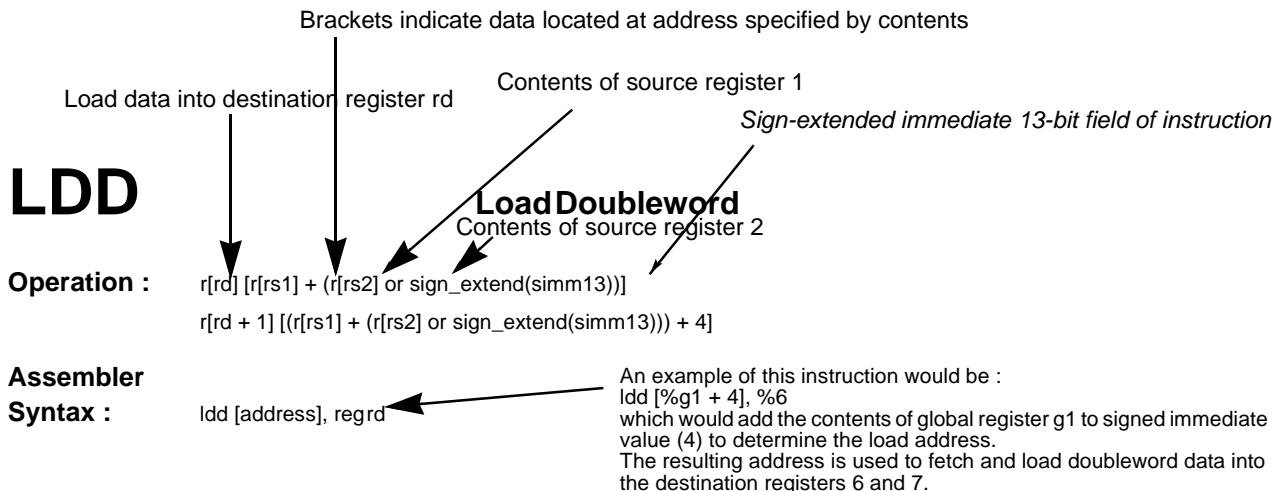 Brackets indicate data located at address specified by contents
Contents of source register 1
Load data into destination register rd
Sign-extended immediate 13-bit field of instruction
LDD
Load Doubleword
Contents of source register 2
Operation : r[rd] [r[rs1] + (r[rs2] or sign_extend(simm13))]
r[rd + 1] [(r[rs1] + (r[rs2] or sign_extend(simm13))) + 4]
Assembler
Syntax : ldd [address], regrd
An example of this instruction would be :
ldd [%g1 + 4], %6
which would add the contents of global register g1 to signed immediate
value (4) to determine the load address.
The resulting address is used to fetch and load doubleword data into
the destination registers 6 and 7.